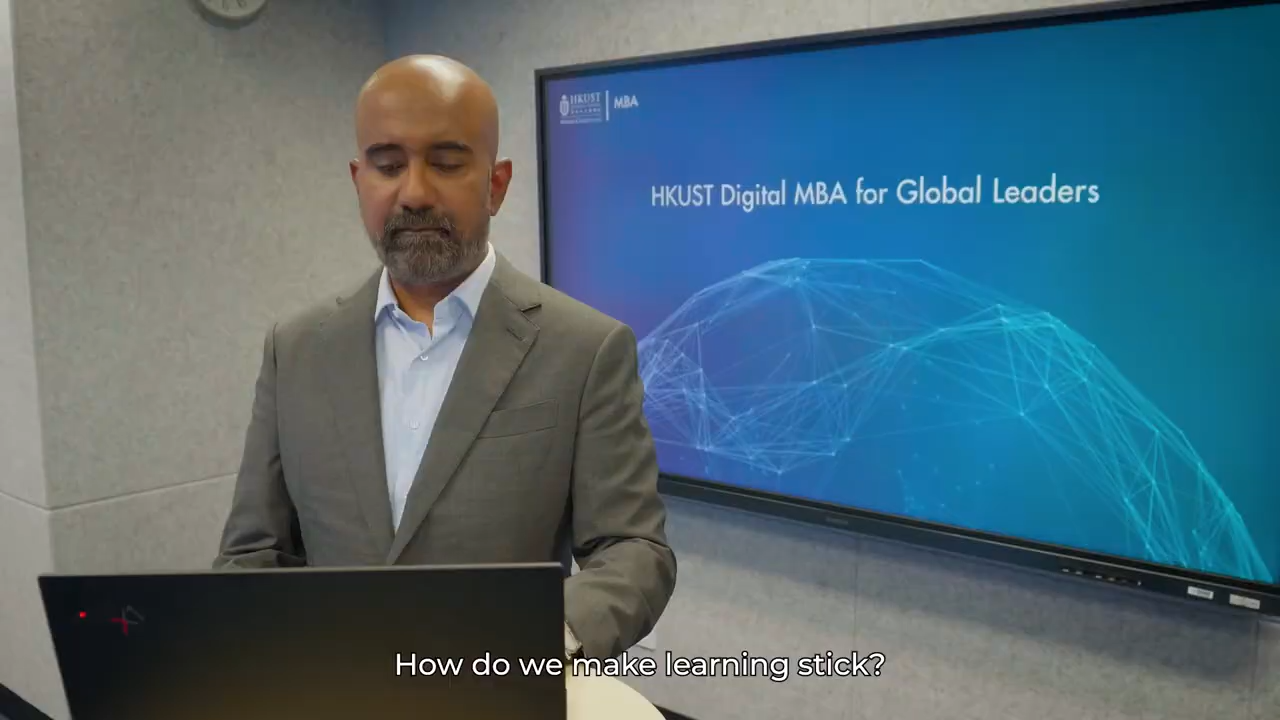 HKUST
MBA
HKUST Digital MBA for Global Leaders
How do we make learning stick?